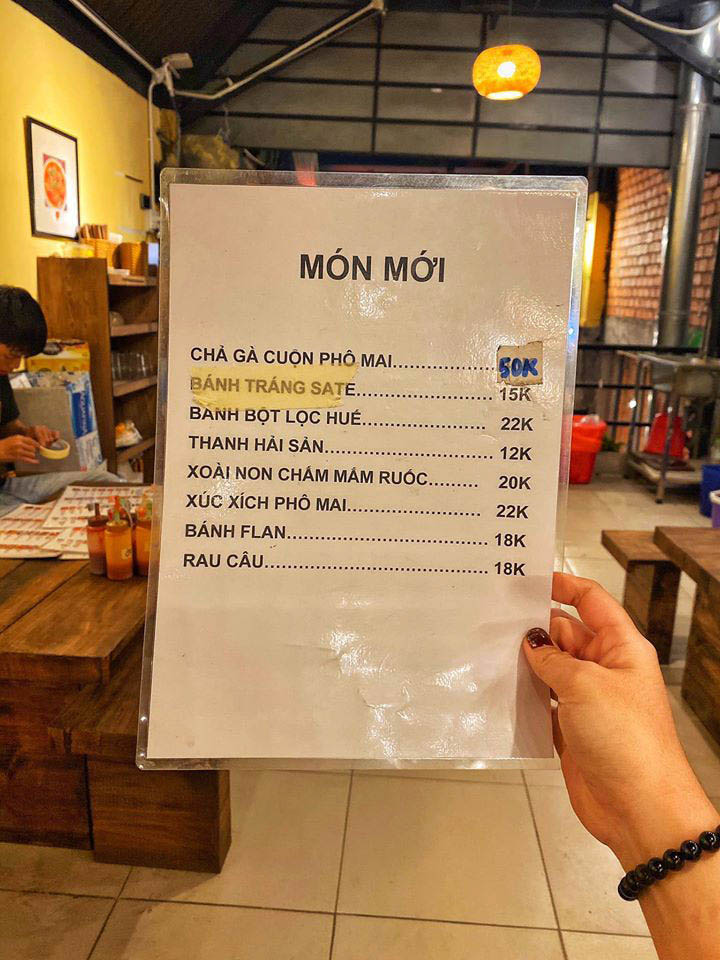 MÓN MỚI
CHẢ GÀ CUỘN PHÔ MAI..................50K
BÁNH TRÁNG SATẾ......................... 15K
BÁNH BỘT LỌC HUẾ....................... 22K
THANH HẢI SẢN............................... 12K
XOÀI NON CHẤM MẮM RUỐC......... 20K
XÚC XÍCH PHÔ MAI......................... 22K
BÁNH FLAN..................................... 18K
RAU CÂU......................................... 18K